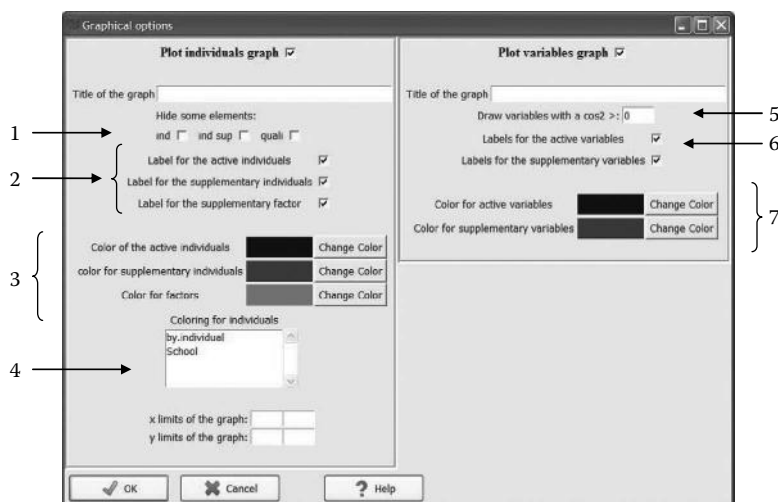 Graphical options
Plot individuals graph
Title of the graph
Hide some elements:
ind ind sup quali
Label for the active individuals
Label for the supplementary individuals
Label for the supplementary factor
Color of the active individuals Change Color
color for supplementary individuals Change Color
Color for factors Change Color
Coloring for individuals
by.individual
School
x limits of the graph:
y limits of the graph:
Plot variables graph
Title of the graph
Draw variables with a cos2 >: 0
Labels for the active variables
Labels for the supplementary variables
Color for active variables Change Color
Color for supplementary variables Change Color
OK Cancel Help
1
2
3
4
5
6
7